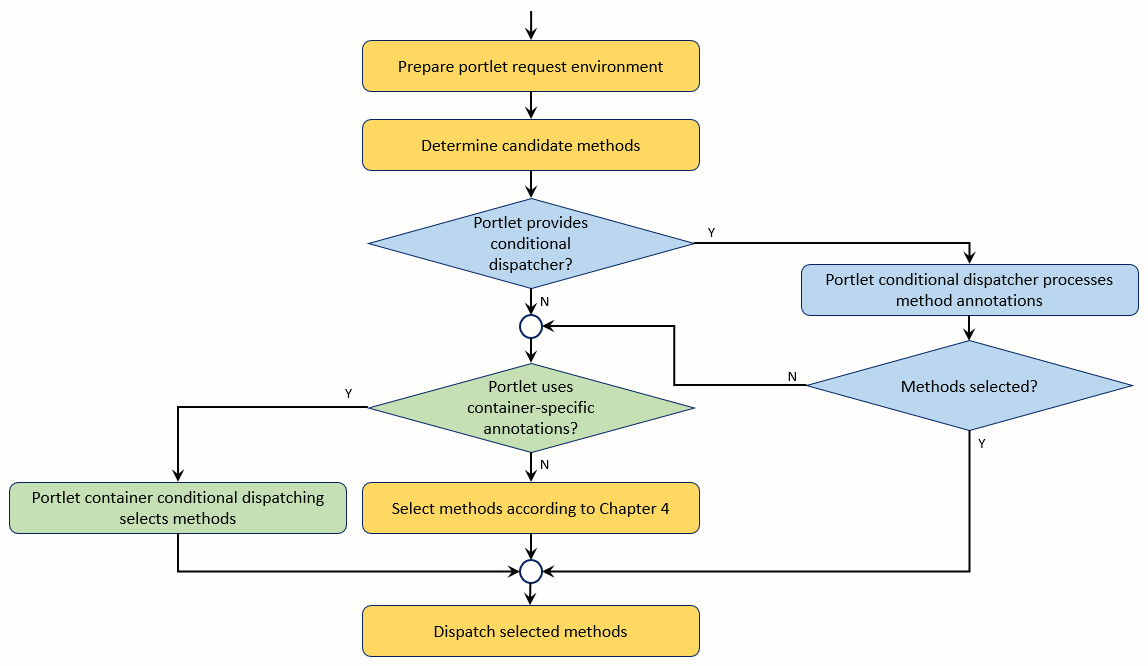 Prepare portlet request environment
Determine candidate methods
Portlet provides
conditional
dispatcher?
Y
N
Portlet conditional dispatcher processes
method annotations
Methods selected?
N
Y
Portlet uses
container-specific
annotations?
Y
N
Portlet container conditional dispatching
selects methods
Select methods according to Chapter 4
Dispatch selected methods